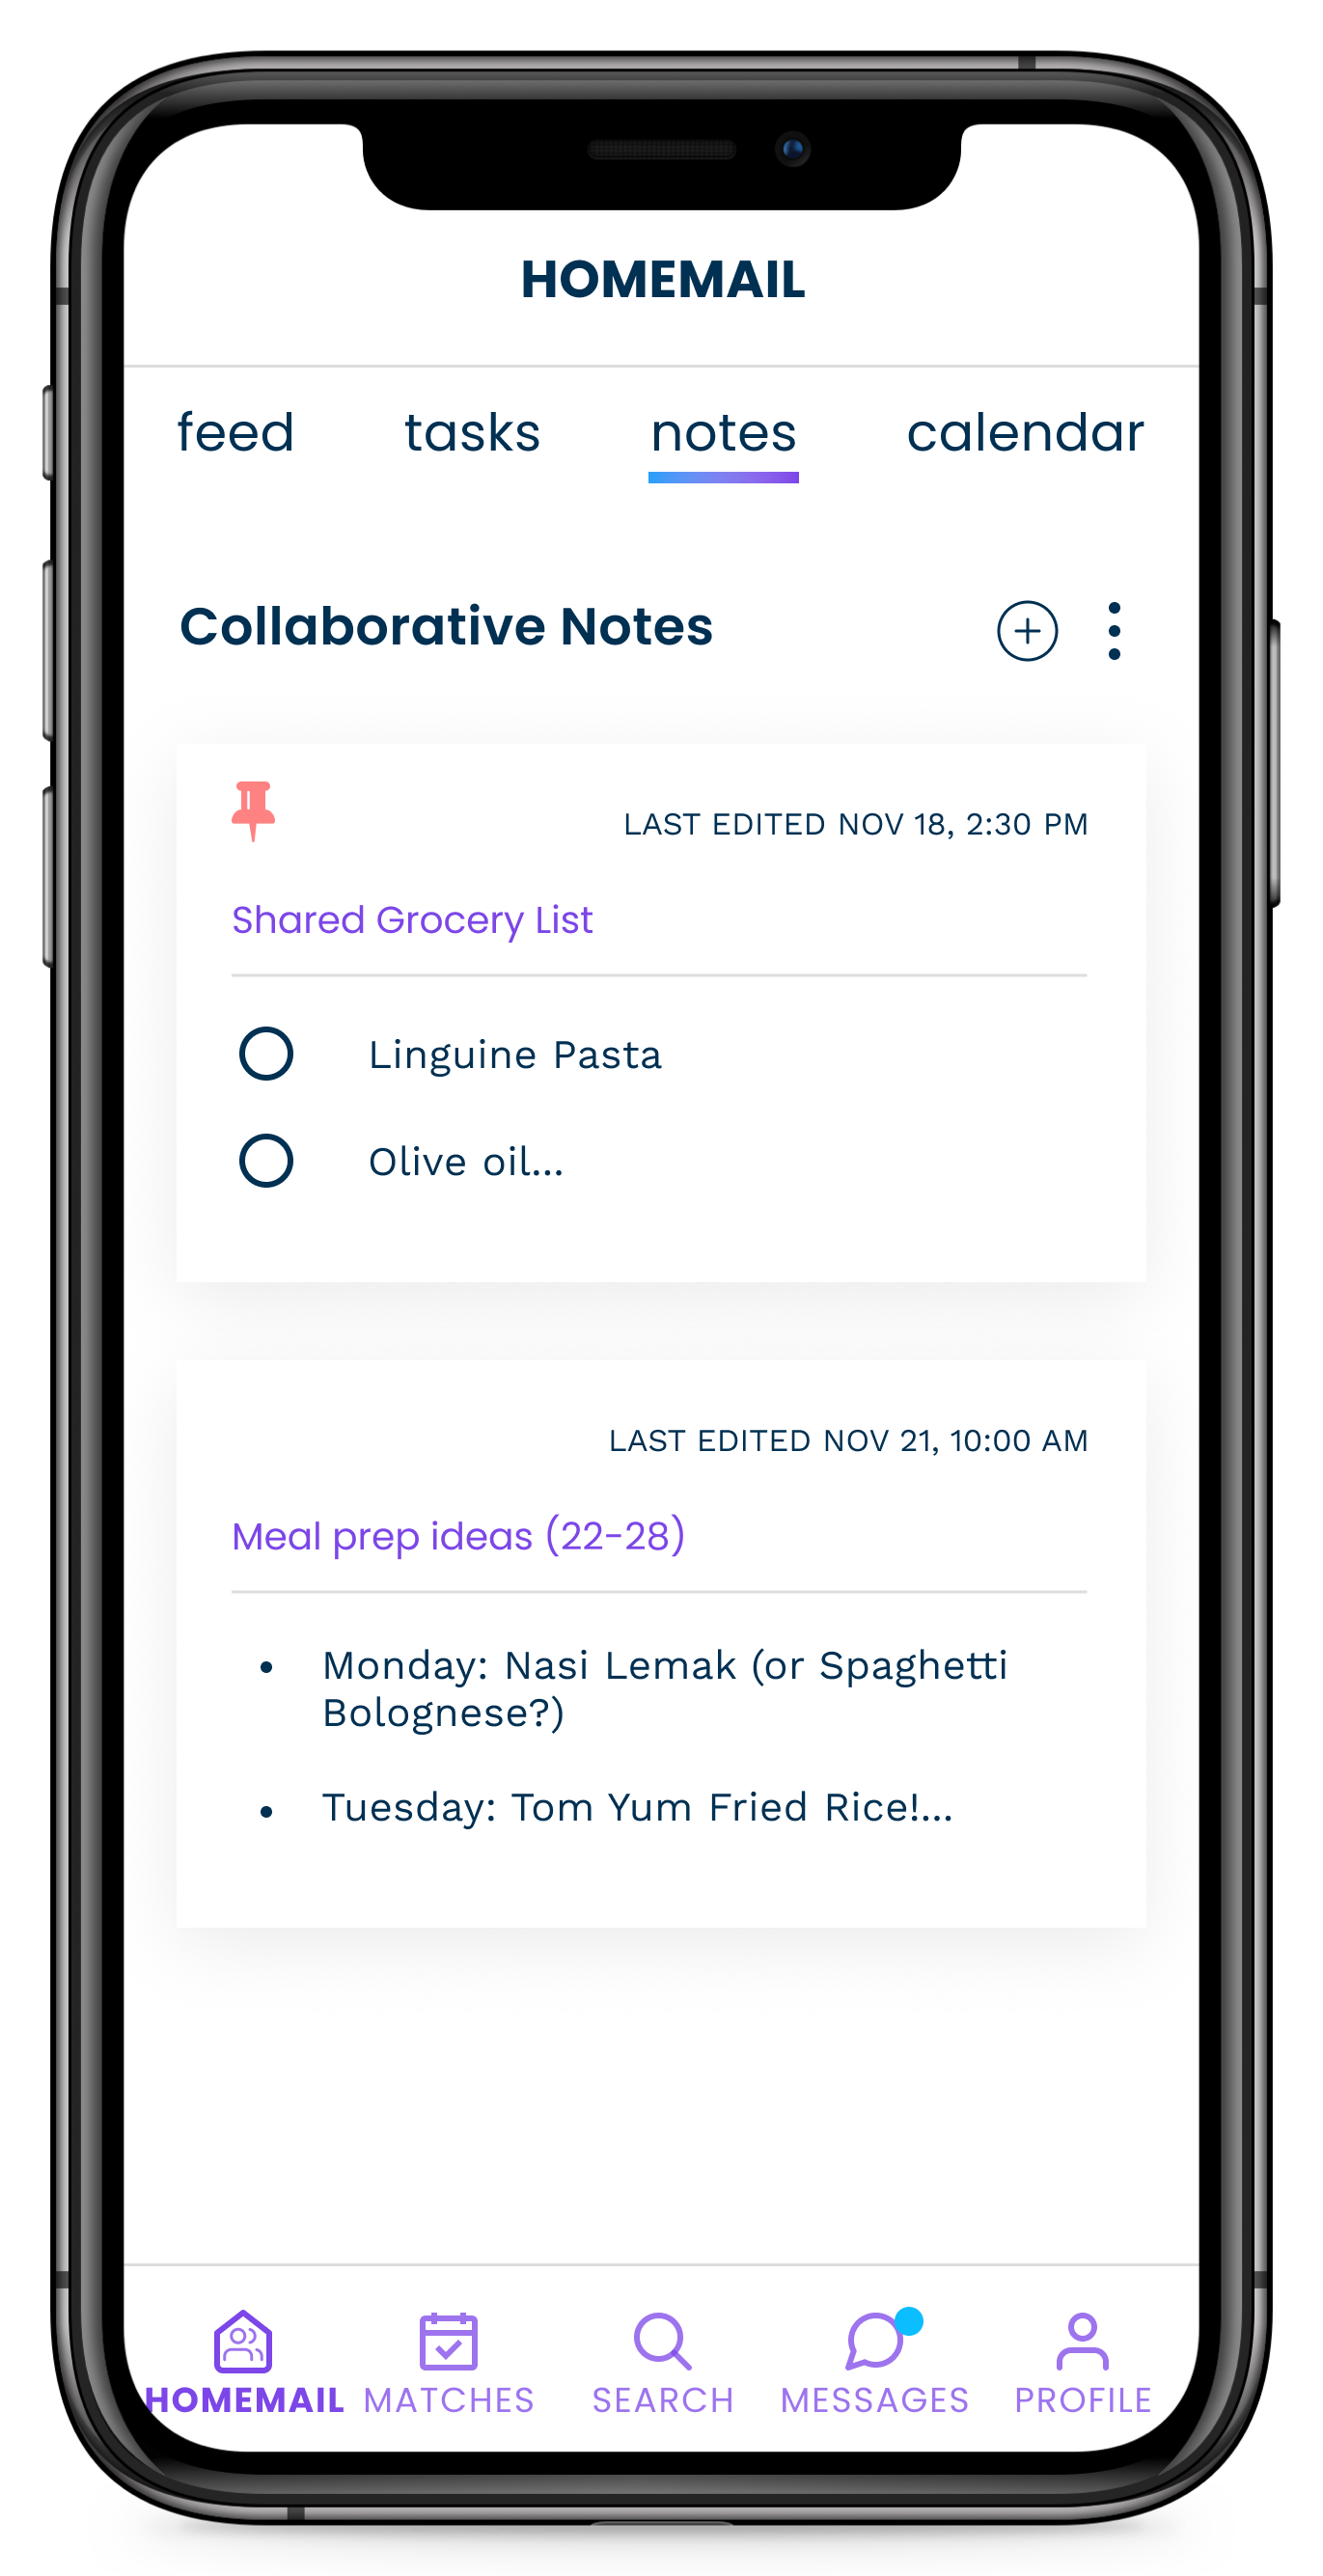 HOMEMAIL
feed tasks notes calendar
Collaborative Notes
LAST EDITED NOV 18, 2:30 PM
Shared Grocery List
Linguine Pasta
Olive oil...
LAST EDITED NOV 21, 10:00 AM
Meal prep ideas (22-28)
• Monday: Nasi Lemak (or Spaghetti
Bolognese?)
• Tuesday: Tom Yum Fried Rice!...
HOMEMAIL MATCHES SEARCH MESSAGES PROFILE